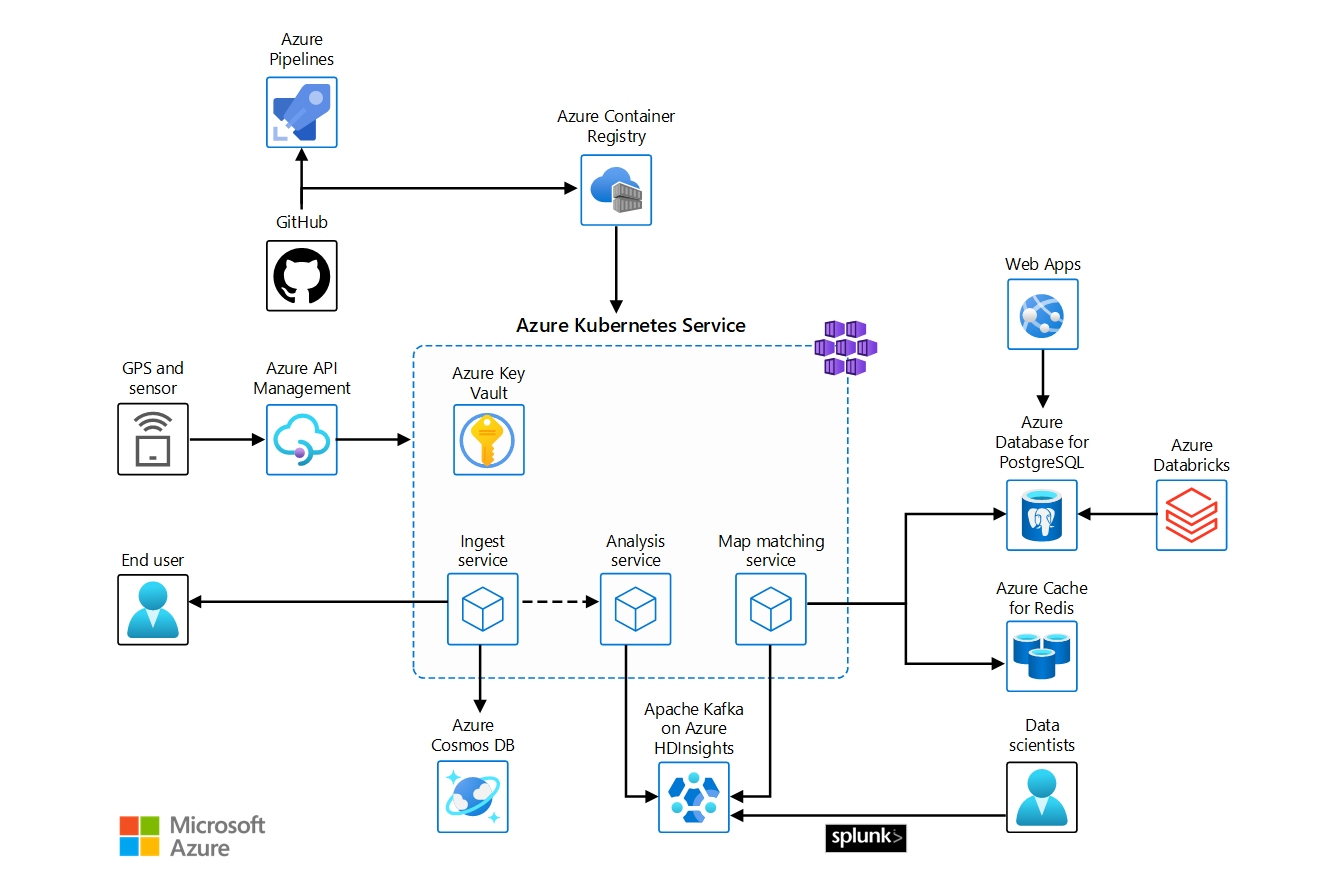 Azure
Pipelines
Azure Container
Registry
GitHub
Web Apps
Azure Kubernetes Service
GPS and
sensor
Azure API
Management
Azure Key
Vault
Azure
Database for
PostgreSQL
Azure
Databricks
End user
Ingest
service
Analysis
service
Map matching
service
Azure Cache
for Redis
Azure
Cosmos DB
Apache Kafka
on Azure
HDInsights
Data
scientists
Microsoft
Azure
splunk>